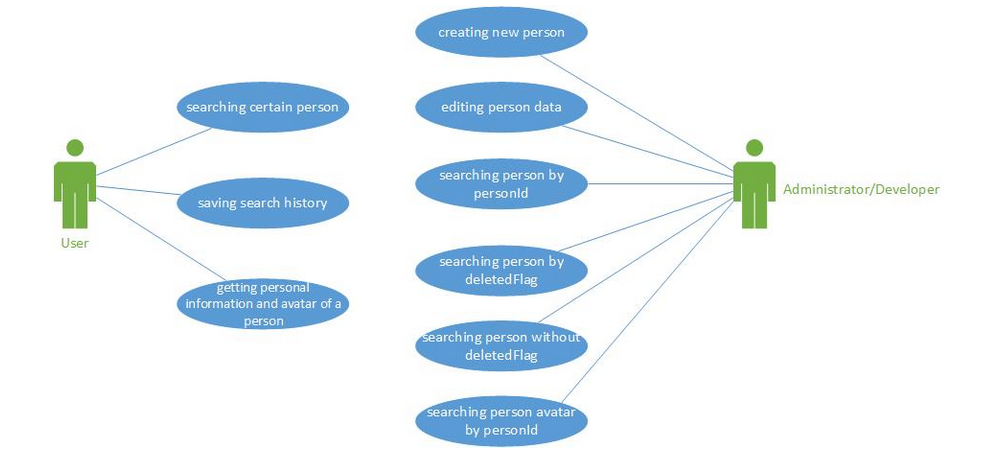 creating new person
searching certain person
editing person data
searching person by
personId
Administrator/Developer
saving search history
User
searching person by
deletedFlag
getting personal
information and avatar of a
person
searching person without
deletedFlag
searching person avatar
by personId